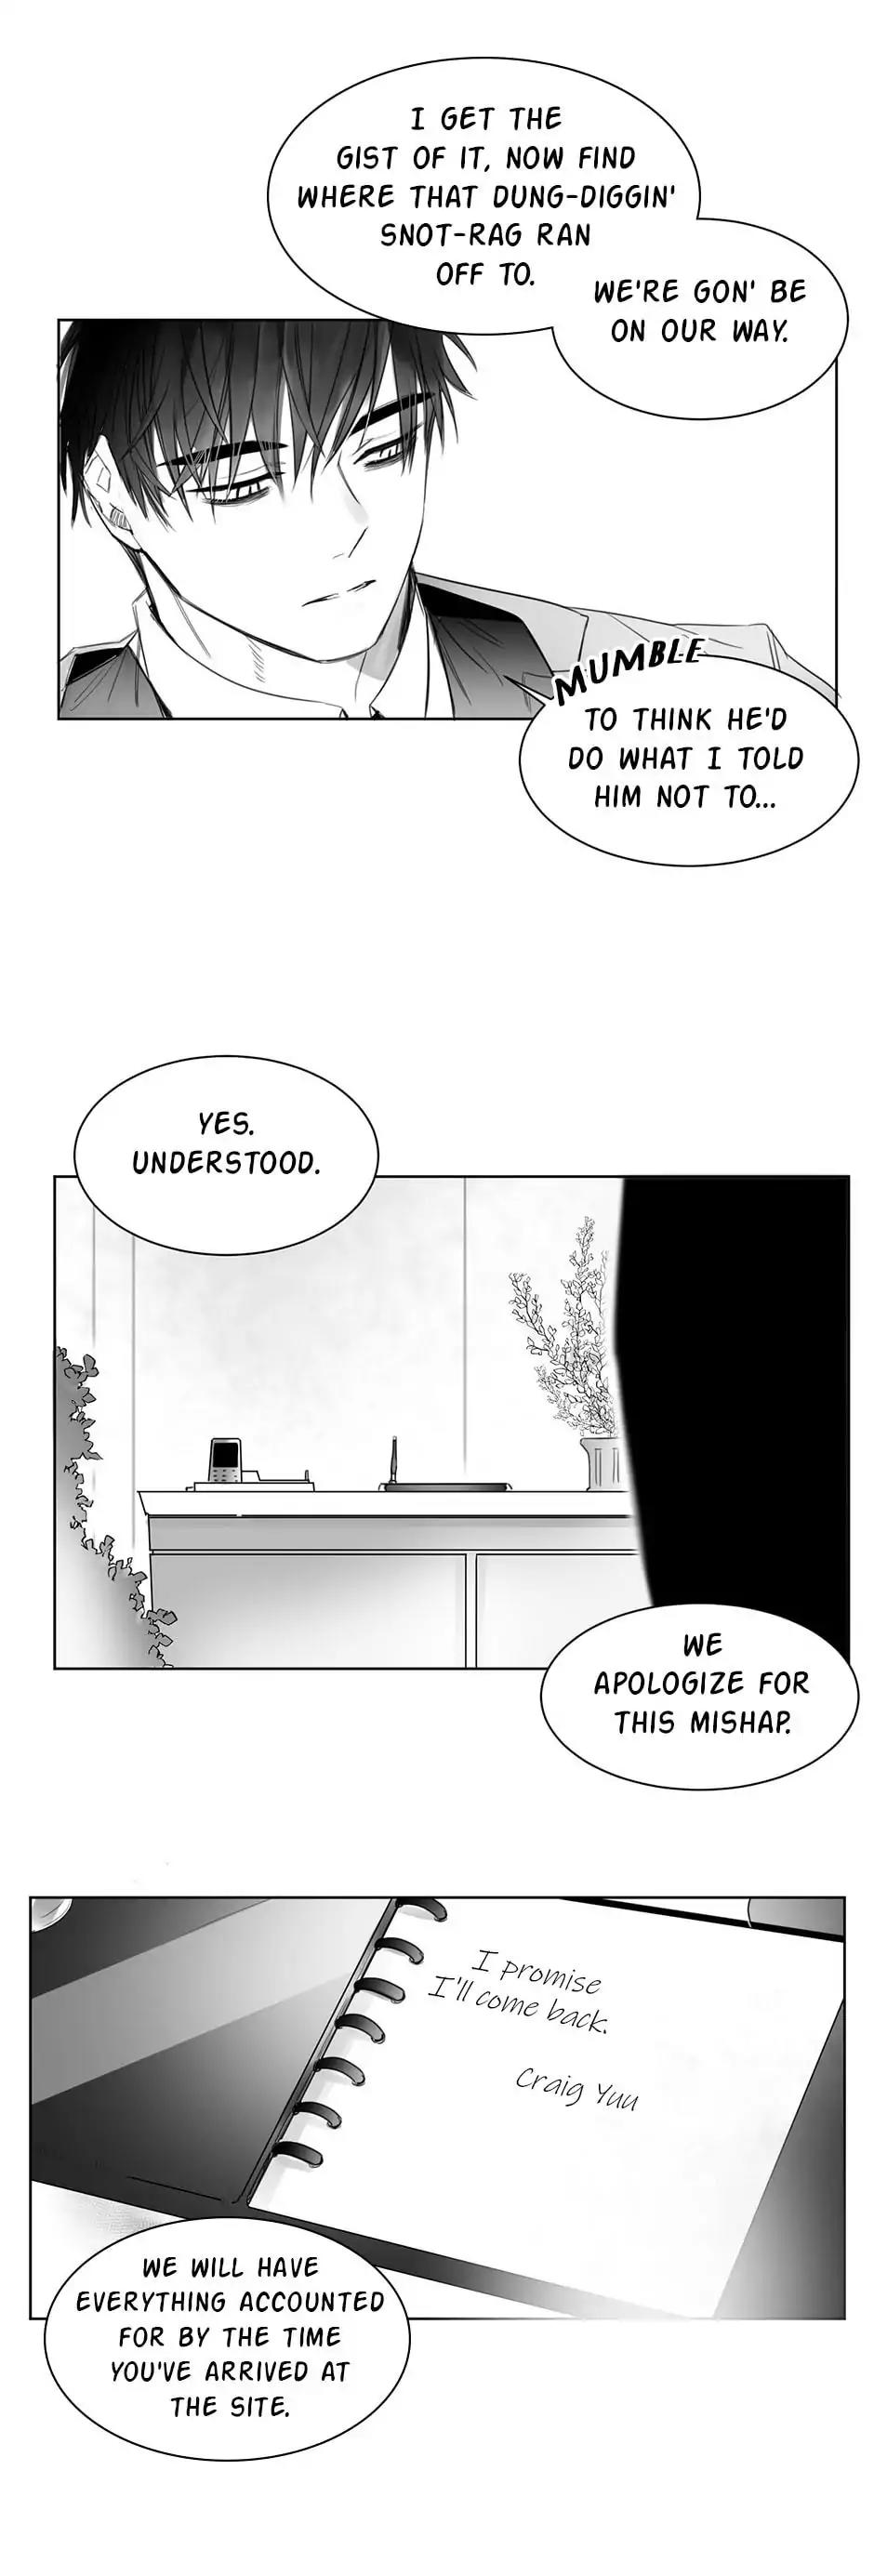 I GET THE
GIST OF IT, NOW FIND
WHERE THAT DUNG-DIGGIN'
SNOT-RAG RAN
OFF TO.
WE'RE GON' BE
ON OUR WAY.
MUMBLE
TO THINK HE'D
DO WHAT I TOLD
HIM NOT TO...
YES.
UNDERSTOOD.
WE
APOLOGIZE FOR
THIS MISHAP.
I promise
I'll come back.
Craig Yuu
WE WILL HAVE
EVERYTHING ACCOUNTED
FOR BY THE TIME
YOU'VE ARRIVED AT
THE SITE.